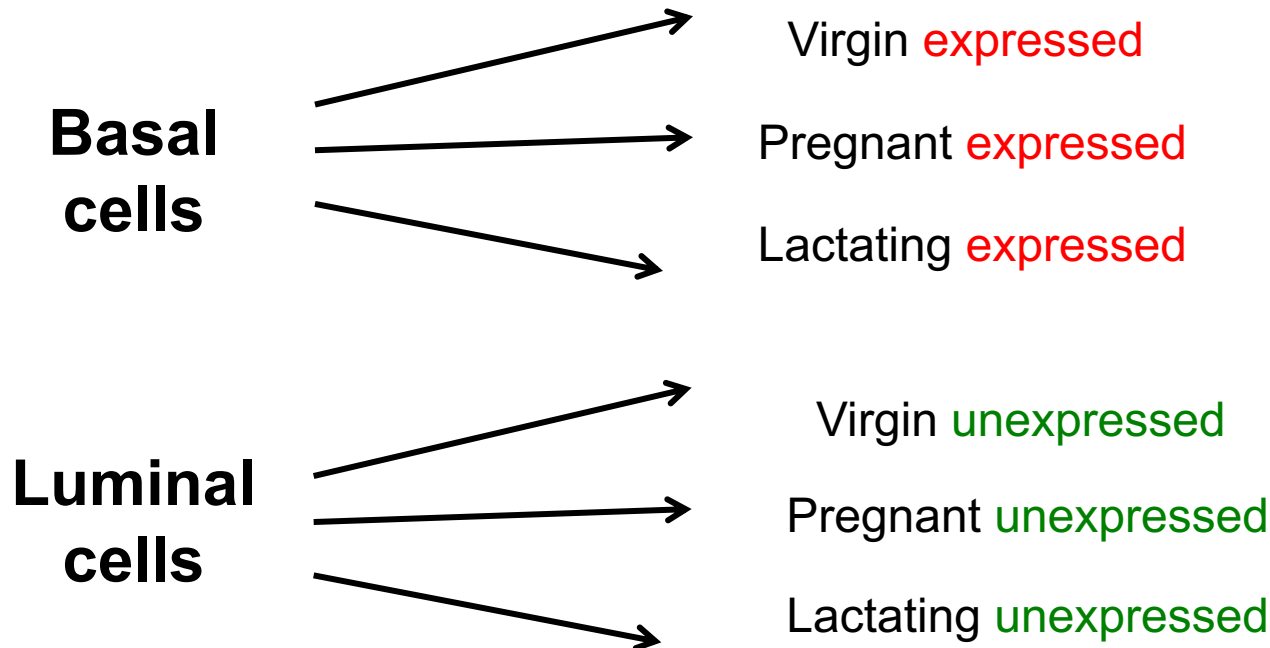 Basal
cells
Virgin expressed
Pregnant expressed
Lactating expressed
Luminal
cells
Virgin unexpressed
Pregnant unexpressed
Lactating unexpressed